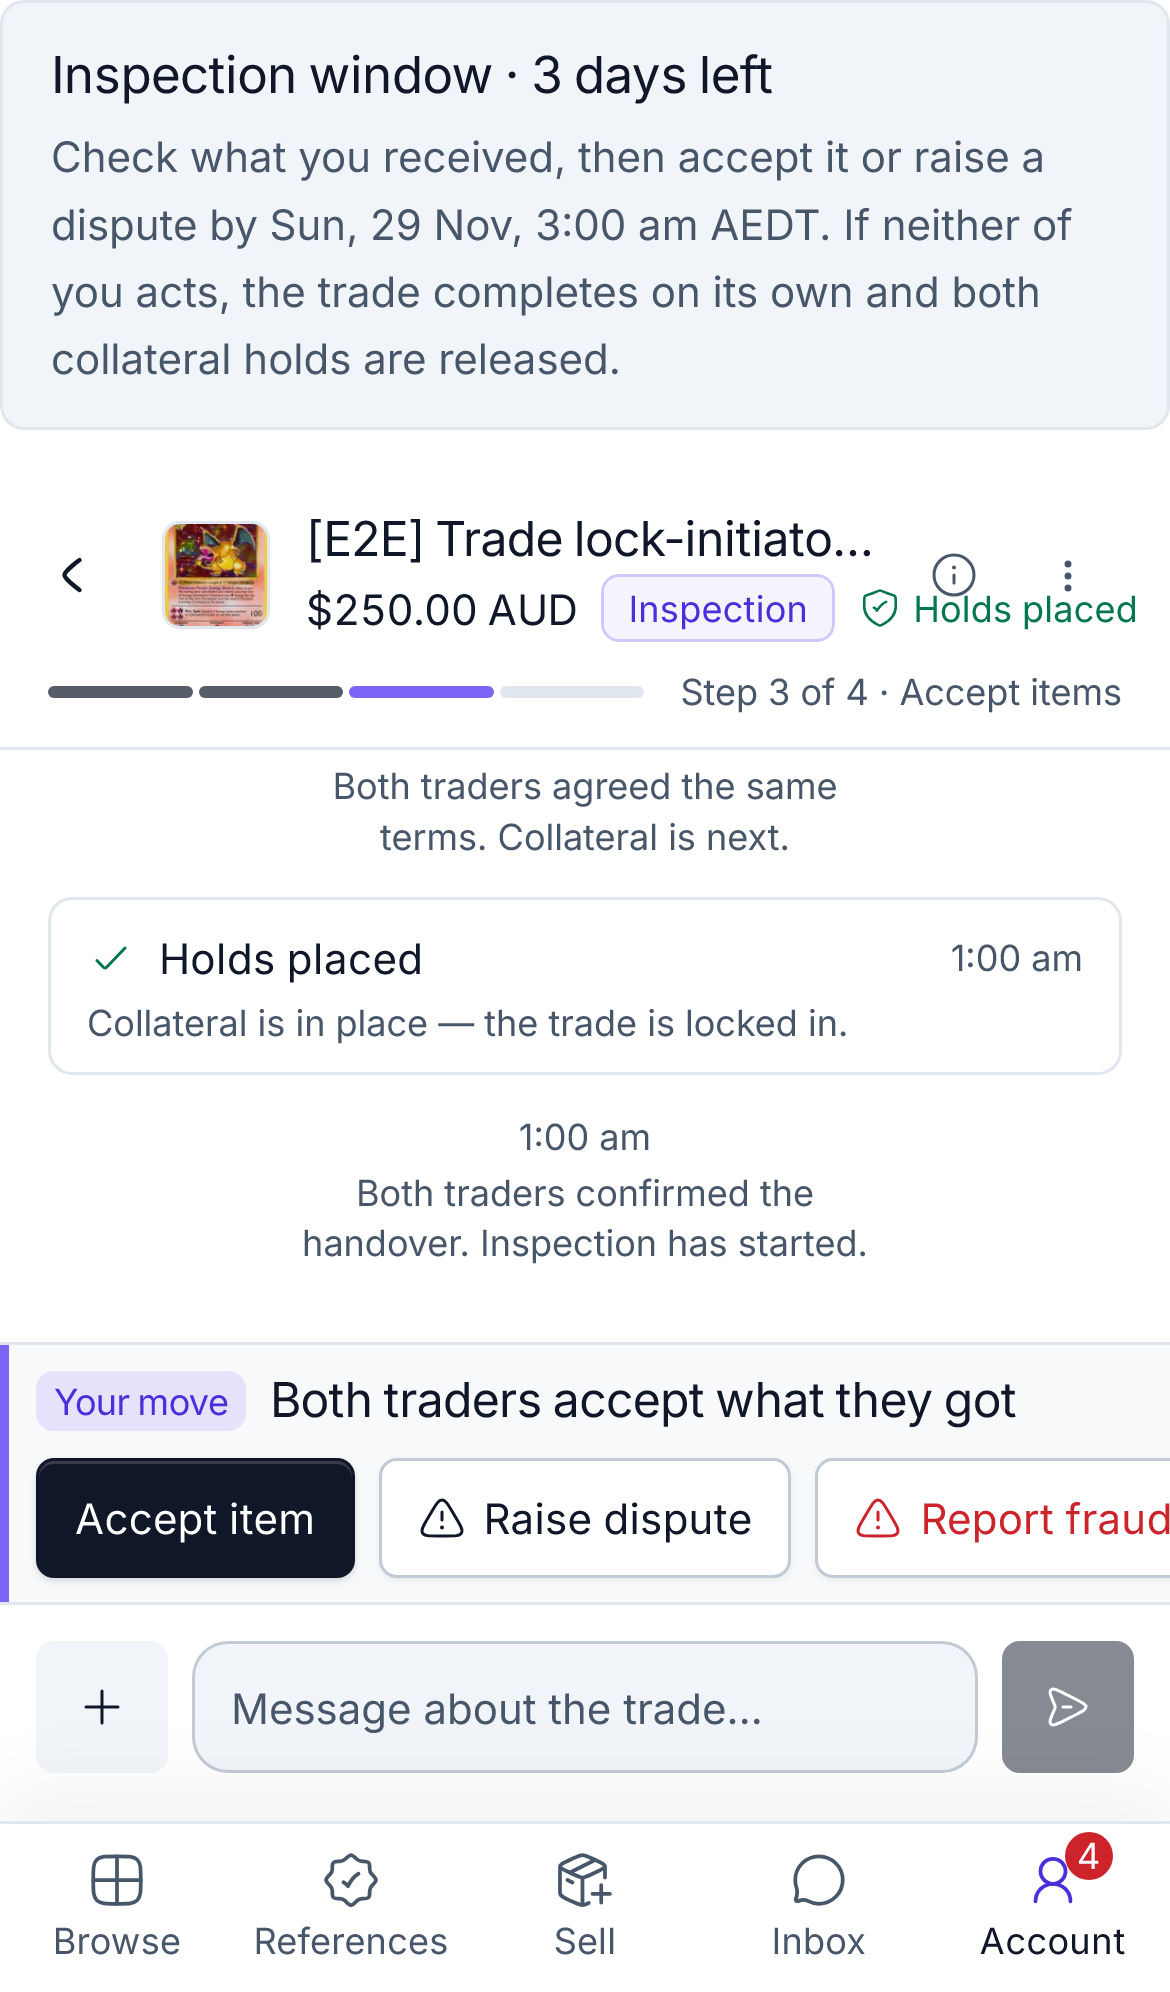 Inspection window · 3 days left
Check what you received, then accept it or raise a
dispute by Sun, 29 Nov, 3:00 am AEDT. If neither of
you acts, the trade completes on its own and both
collateral holds are released.
[E2E] Trade lock-initiato...
$250.00 AUD Inspection Holds placed
Step 3 of 4 · Accept items
Both traders agreed the same
terms. Collateral is next.
Holds placed 1:00 am
Collateral is in place — the trade is locked in.
1:00 am
Both traders confirmed the
handover. Inspection has started.
Your move Both traders accept what they got
Accept item Raise dispute Report fraud
Message about the trade...
4
Browse References Sell Inbox Account